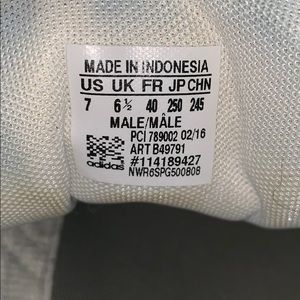 MADE IN INDONESIA
US UK FR JP CHN
7 6½ 40 250 245
MALE/MÂLE
PCI 789002 02/16
ART B49791
#114189427
NWR6SPG500808
adidas